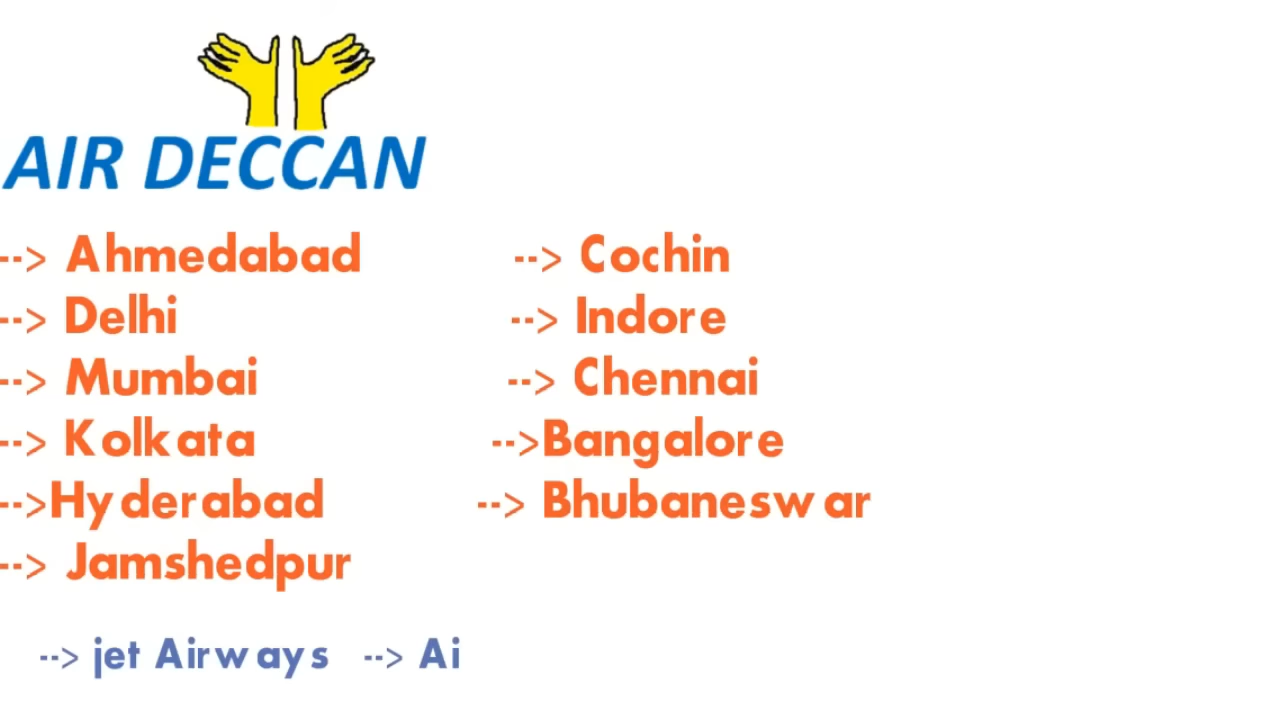 AIR DECCAN
--> Ahmedabad --> Cochin
--> Delhi --> Indore
--> Mumbai --> Chennai
--> Kolkata -->Bangalore
-->Hyderabad --> Bhubaneswar
--> Jamshedpur
--> jet Airways --> Ai